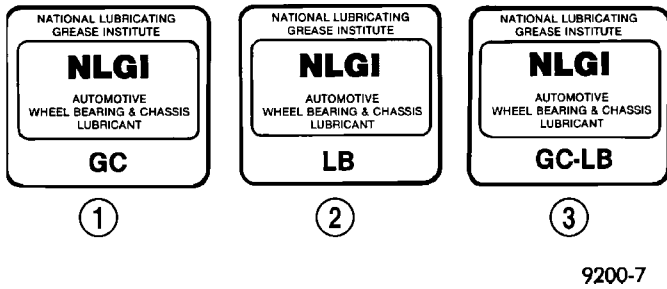 NATIONAL LUBRICATING
GREASE INSTITUTE
NLGI
AUTOMOTIVE
WHEEL BEARING & CHASSIS
LUBRICANT
GC
1
NATIONAL LUBRICATING
GREASE INSTITUTE
NLGI
AUTOMOTIVE
WHEEL BEARING & CHASSIS
LUBRICANT
LB
2
NATIONAL LUBRICATING
GREASE INSTITUTE
NLGI
AUTOMOTIVE
WHEEL BEARING & CHASSIS
LUBRICANT
GC-LB
3
9200-7